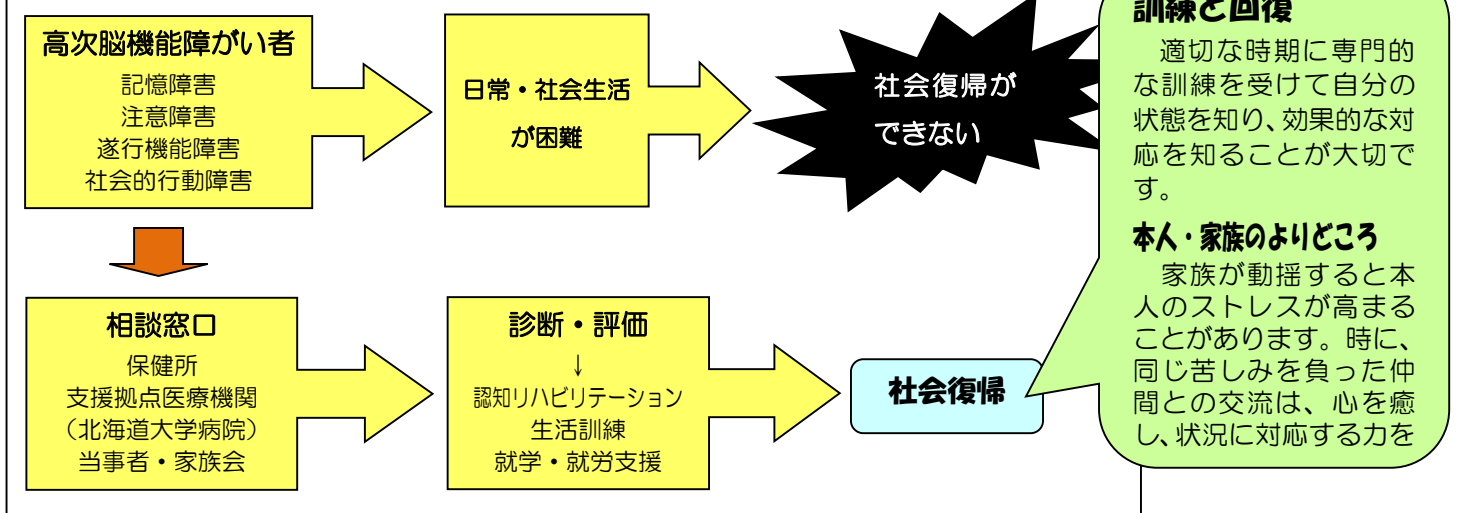 高次脳機能障がい者
記憶障害
注意障害
遂行機能障害
社会的行動障害
日常・社会生活
が困難
社会復帰が
できない
相談窓口
保健所
支援拠点医療機関
（北海道大学病院）
当事者・家族会
診断・評価
↓
認知リハビリテーション
生活訓練
就学・就労支援
社会復帰
訓練と回復
適切な時期に専門的
な訓練を受けて自分の
状態を知り、効果的な対
応を知ることが大切で
す。
本人・家族のよりどころ
家族が動揺すると本
人のストレスが高まる
ことがあります。時に、
同じ苦しみを負った仲
間との交流は、心を癒
し、状況に対応する力を